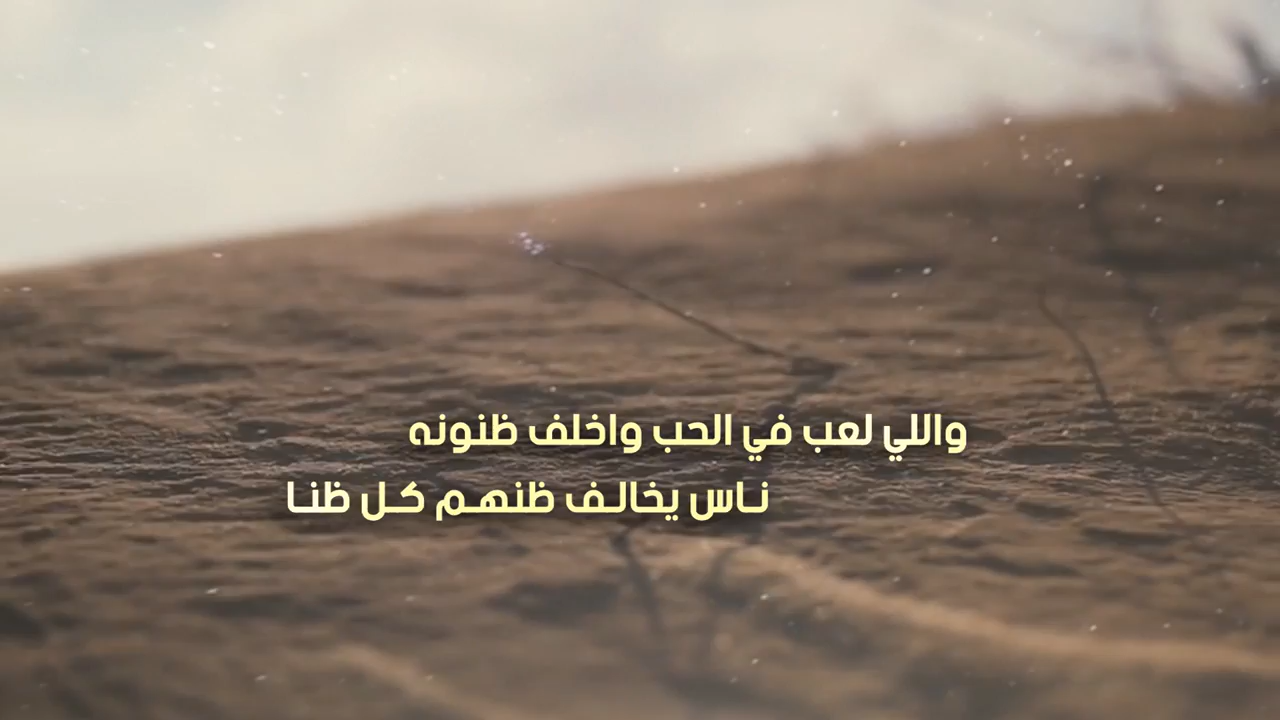 واللي لعب في الحب واخلف ظنونه
ناس يخالف ظنهم كل ظنا